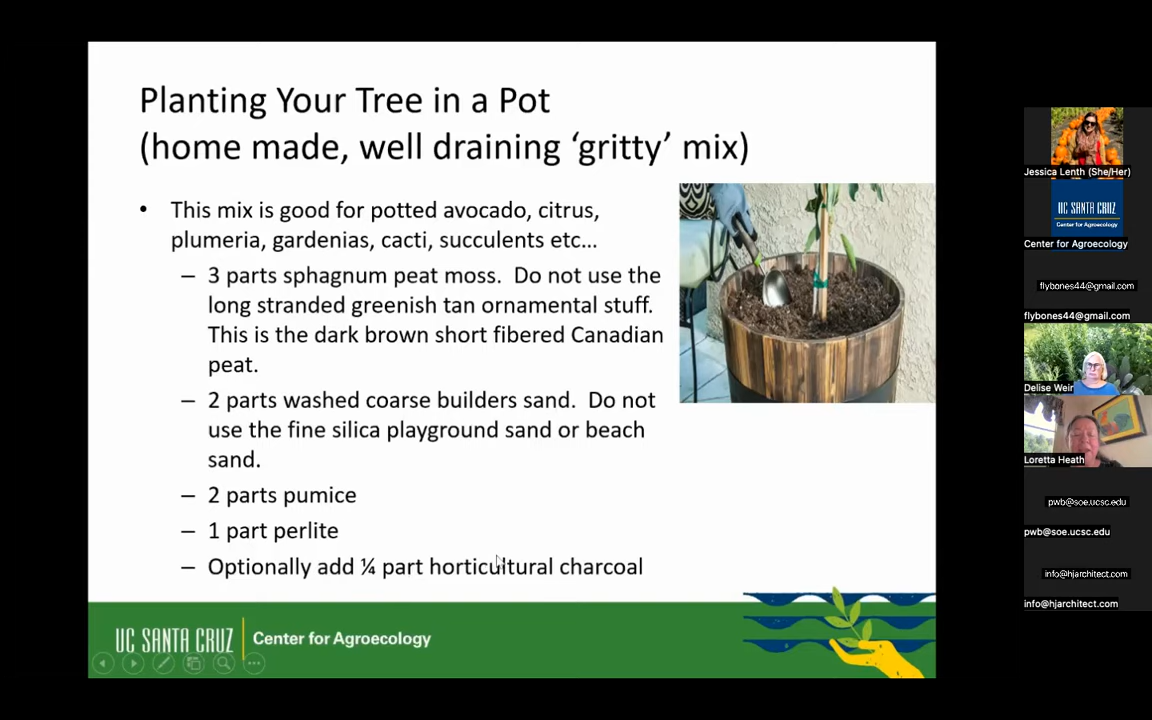 Planting Your Tree in a Pot
(home made, well draining ‘gritty’ mix)
• This mix is good for potted avocado, citrus,
plumeria, gardenias, cacti, succulents etc…
– 3 parts sphagnum peat moss.  Do not use the
long stranded greenish tan ornamental stuff.
This is the dark brown short fibered Canadian
peat.
– 2 parts washed coarse builders sand.  Do not
use the fine silica playground sand or beach
sand.
– 2 parts pumice
– 1 part perlite
– Optionally add ¼ part horticultural charcoal
UC SANTA CRUZ
Center for Agroecology
Jessica Lenth (She/Her)
UC SANTA CRUZ
Center for Agroecology
Center for Agroecology
flybones44@gmail.com
flybones44@gmail.com
Delise Weir
Loretta Heath
pwb@soe.ucsc.edu
pwb@soe.ucsc.edu
info@hjarchitect.com
info@hjarchitect.com